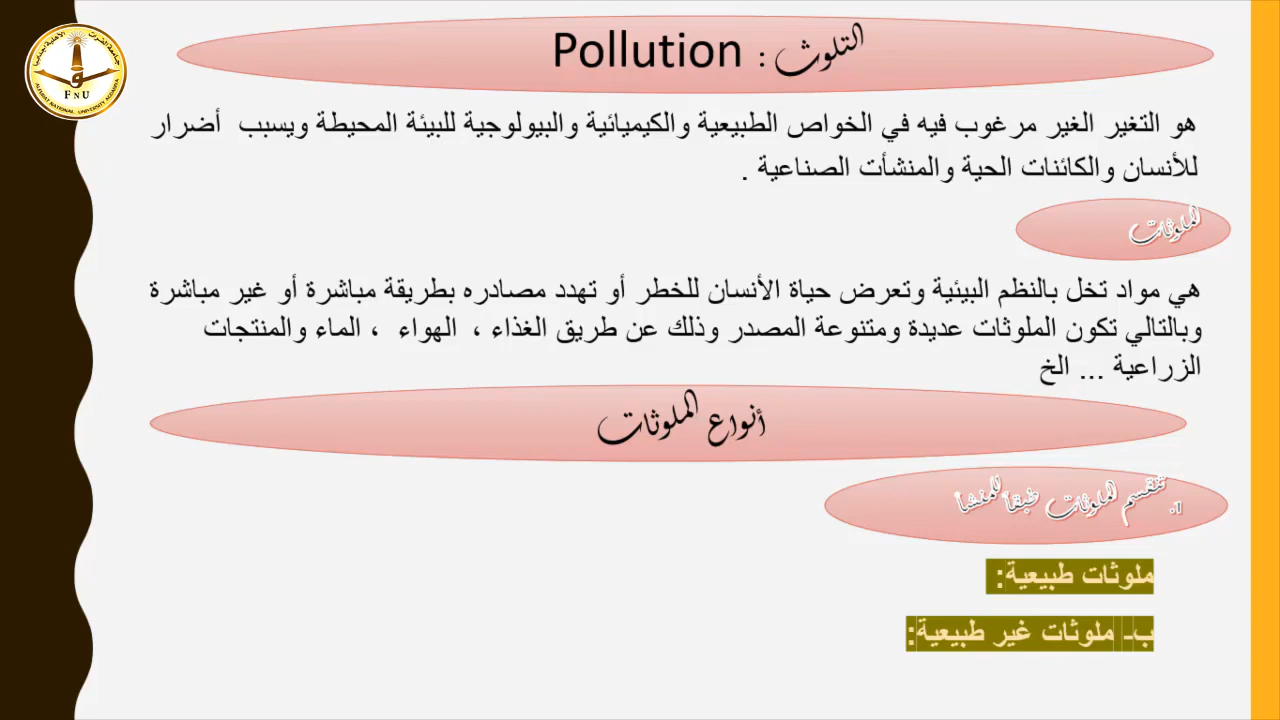 التلوث : Pollution
هو التغير الغير مرغوب فيه في الخواص الطبيعية والكيميائية والبيولوجية للبيئة المحيطة ويسبب أضرار
للأنسان والكائنات الحية والمنشأت الصناعية .
الملوثات
هي مواد تخل بالنظم البيئية وتعرض حياة الأنسان للخطر أو تهدد مصادره بطريقة مباشرة أو غير مباشرة
وبالتالي تكون الملوثات عديدة ومتنوعة المصدر وذلك عن طريق الغذاء ، الهواء ، الماء والمنتجات
الزراعية ... الخ
أنواع الملوثات
١. تنقسم الملوثات طبقاً للمنشأ
ملوثات طبيعية:
ب- ملوثات غير طبيعية:
FNU